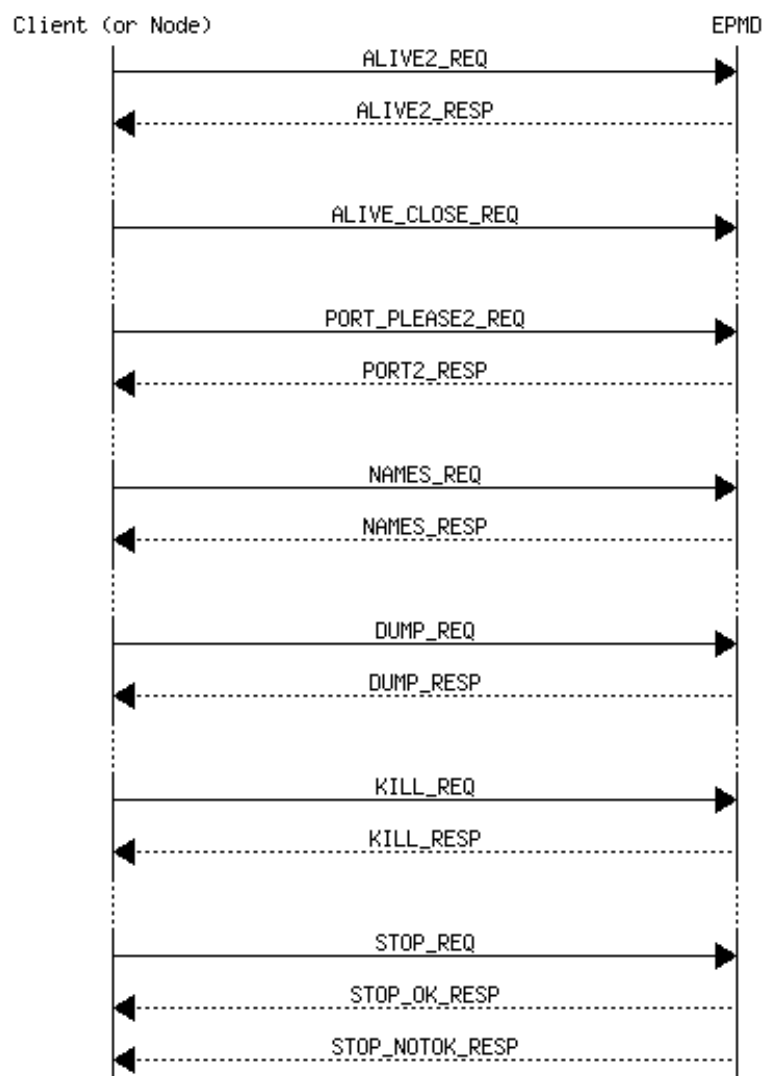 Client (or Node) EPMD
ALIVE2_REQ
ALIVE2_RESP
ALIVE_CLOSE_REQ
PORT_PLEASE2_REQ
PORT2_RESP
NAMES_REQ
NAMES_RESP
DUMP_REQ
DUMP_RESP
KILL_REQ
KILL_RESP
STOP_REQ
STOP_OK_RESP
STOP_NOTOK_RESP